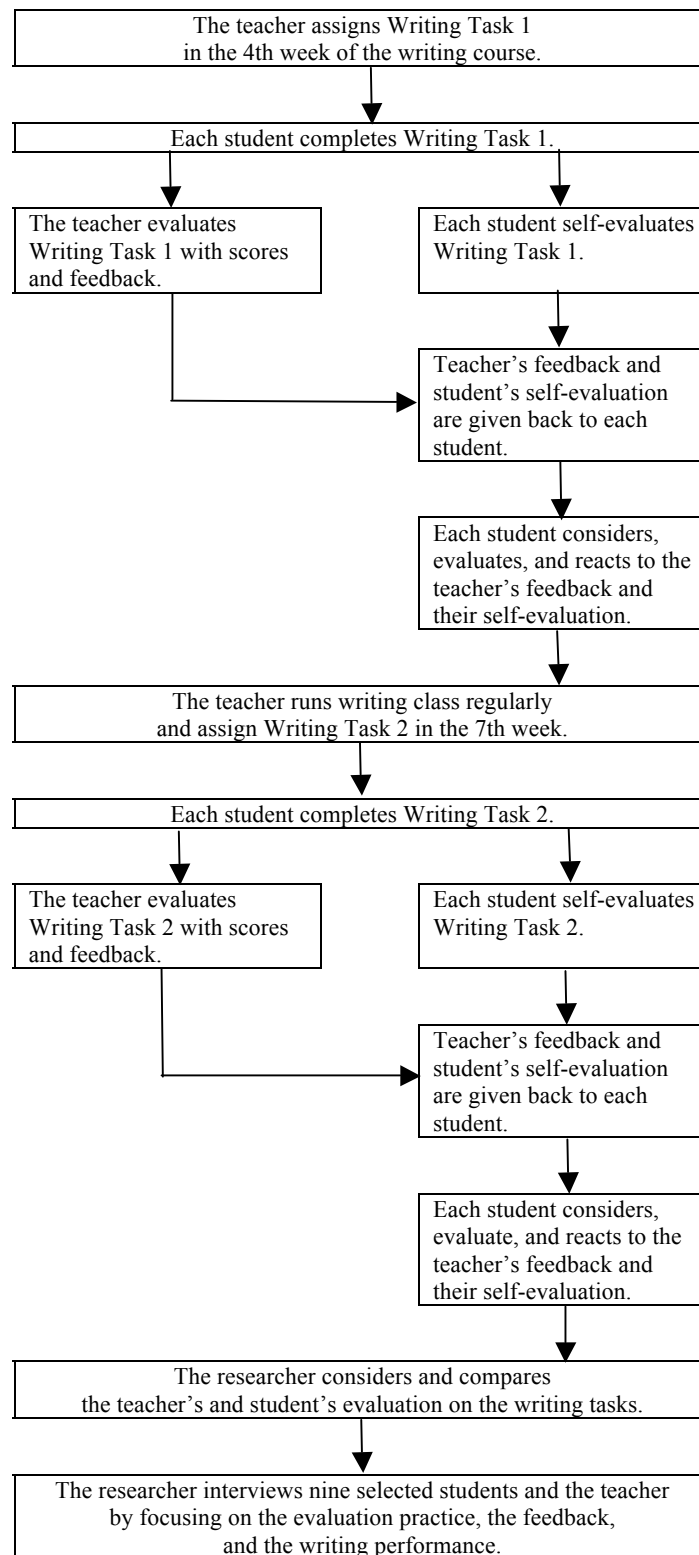 The teacher assigns Writing Task 1
in the 4th week of the writing course.
Each student completes Writing Task 1.
The teacher evaluates
Writing Task 1 with scores
and feedback.
Each student self-evaluates
Writing Task 1.
Teacher’s feedback and
student’s self-evaluation
are given back to each
student.
Each student considers,
evaluates, and reacts to the
teacher’s feedback and
their self-evaluation.
The teacher runs writing class regularly
and assign Writing Task 2 in the 7th week.
Each student completes Writing Task 2.
The teacher evaluates
Writing Task 2 with scores
and feedback.
Each student self-evaluates
Writing Task 2.
Teacher’s feedback and
student’s self-evaluation
are given back to each
student.
Each student considers,
evaluate, and reacts to the
teacher’s feedback and
their self-evaluation.
The researcher considers and compares
the teacher’s and student’s evaluation on the writing tasks.
The researcher interviews nine selected students and the teacher
by focusing on the evaluation practice, the feedback,
and the writing performance.